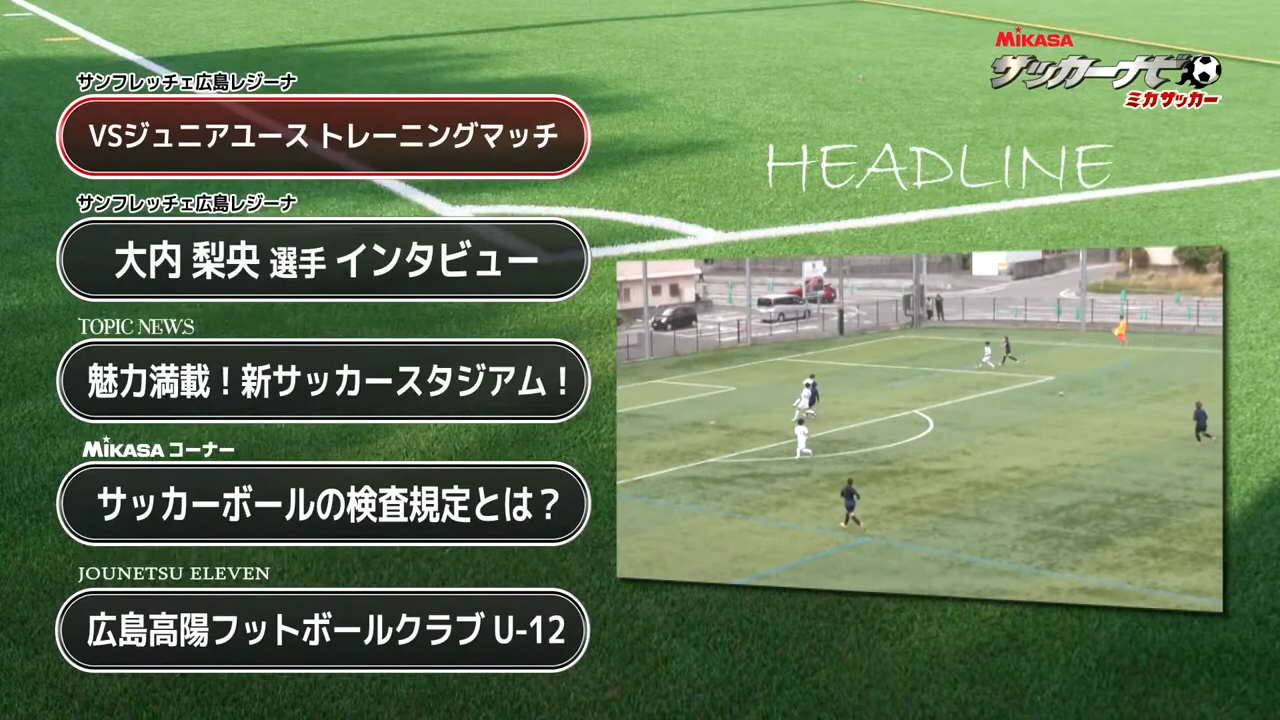 サンフレッチェ広島レジーナ
VSジュニアユース トレーニングマッチ
サンフレッチェ広島レジーナ
大内 梨央 選手 インタビュー
TOPIC NEWS
魅力満載！新サッカースタジアム！
MiKASA コーナー
サッカーボールの検査規定とは？
JOUNETSU ELEVEN
広島高陽フットボールクラブ U-12
MiKASA
サッカーナビ
ミカサッカー
HEADLINE